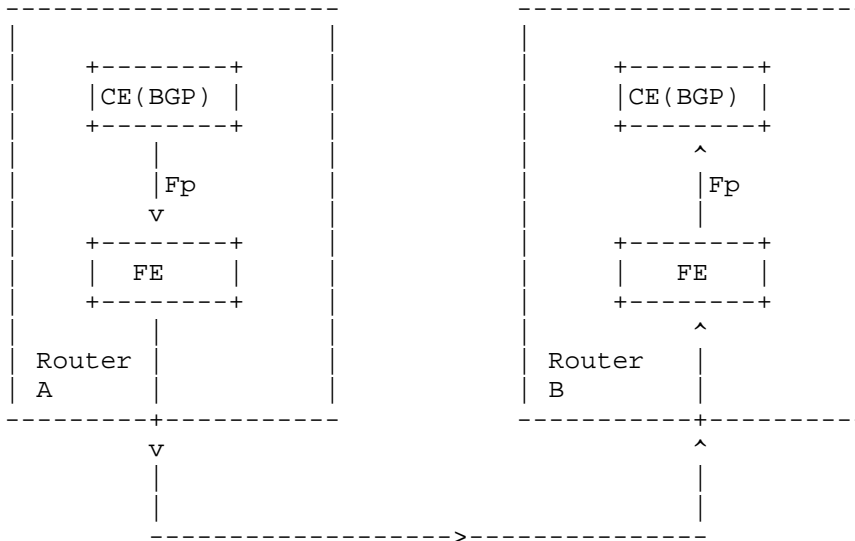 CE(BGP) CE(BGP)
Fp Fp
v
FE FE
Router Router
A B
v